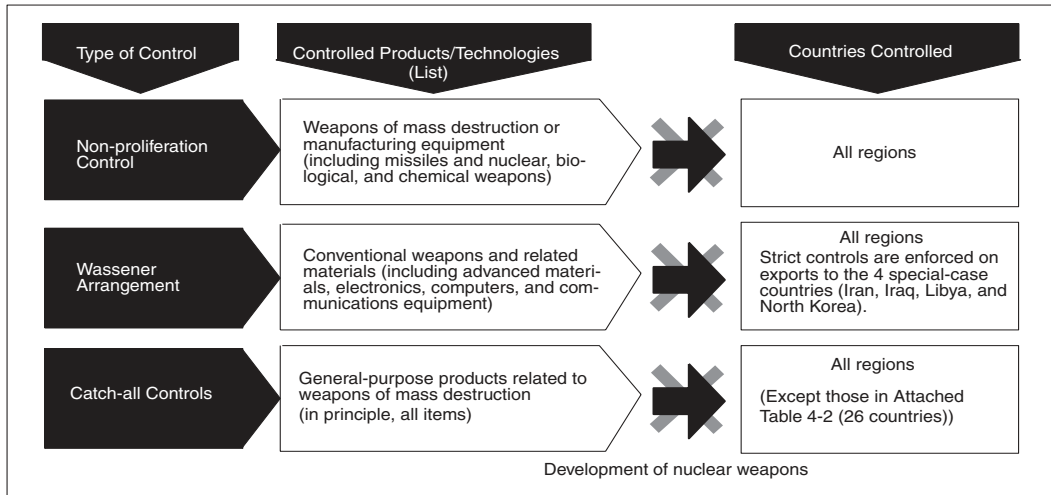 Type of Control
Controlled Products/Technologies
(List)
Countries Controlled
Non-proliferation
Control
Weapons of mass destruction or
manufacturing equipment
(including missiles and nuclear, bio-
logical, and chemical weapons)
All regions
Wassener
Arrangement
Conventional weapons and related
materials (including advanced materi-
als, electronics, computers, and com-
munications equipment)
All regions
Strict controls are enforced on
exports to the 4 special-case
countries (Iran, Iraq, Libya, and
North Korea).
Catch-all Controls
General-purpose products related to
weapons of mass destruction
(in principle, all items)
All regions
(Except those in Attached
Table 4-2 (26 countries))
Development of nuclear weapons